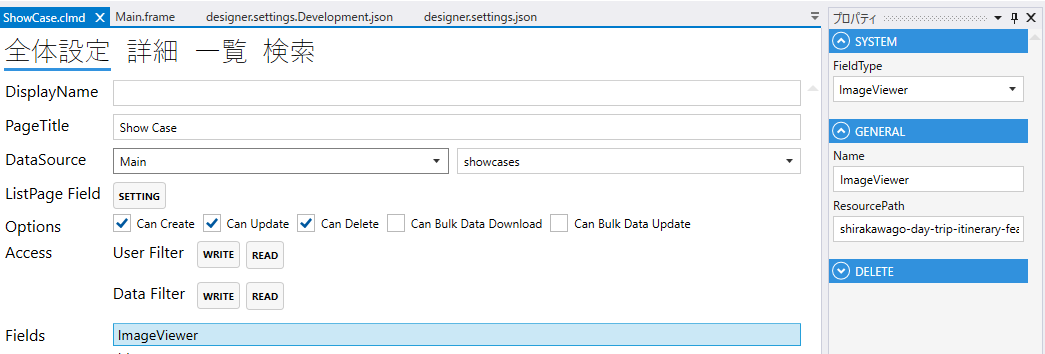 ShowCase.clmd Main.frame designer.settings.Development.json designer.settings.json
全体設定 詳細 一覧 検索
DisplayName
PageTitle Show Case
DataSource Main showcases
ListPage Field SETTING
Options Can Create Can Update Can Delete Can Bulk Data Download Can Bulk Data Update
Access User Filter WRITE READ
Data Filter WRITE READ
Fields ImageViewer
プロパティ
SYSTEM
FieldType
ImageViewer
GENERAL
Name
ImageViewer
ResourcePath
shirakawago-day-trip-itinerary-fea
DELETE